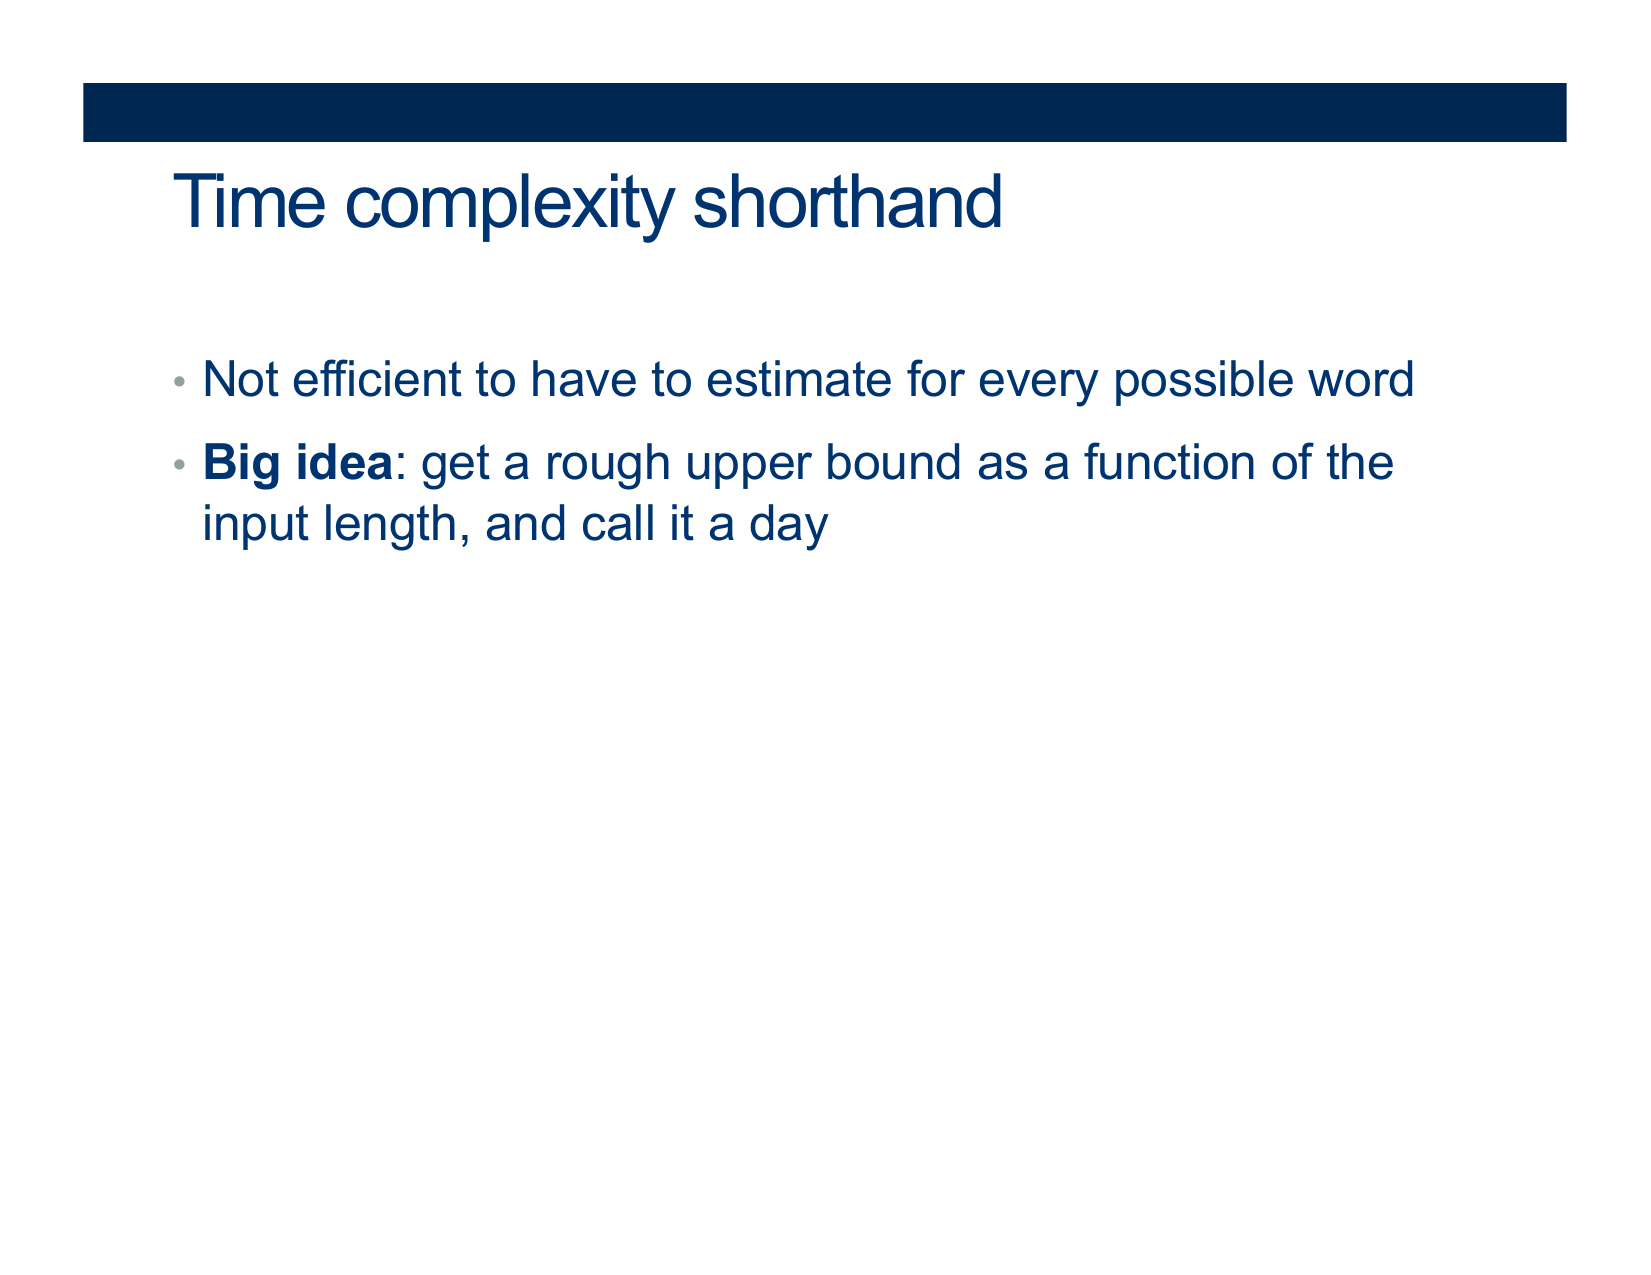 Time complexity shorthand
• Not efficient to have to estimate for every possible word
• Big idea: get a rough upper bound as a function of the
input length, and call it a day